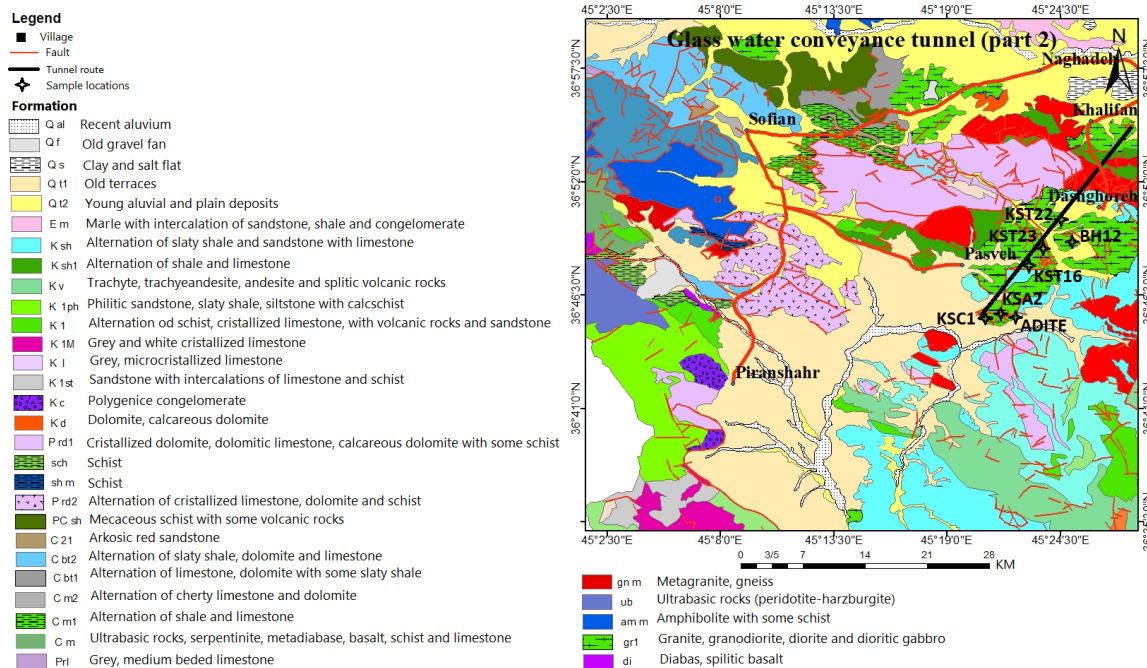 Legend
Village
Fault
Tunnel route
Sample locations
Formation
Q al Recent aluvium
Q f Old gravel fan
Q s Clay and salt flat
Q t1 Old terraces
Q t2 Young aluvial and plain deposits
E m Marle with intercalation of sandstone, shale and conglomerate
K sh Alternation of slaty shale and sandstone with limestone
K sh1 Alternation of shale and limestone
K v Trachyte, trachyandesite, andesite and splitic volcanic rocks
K 1ph Philitic sandstone, slaty shale, siltstone with calcschist
K 1 Alternation od schist, cristallized limestone, with volcanic rocks and sandstone
K 1M Grey and white cristallized limestone
K l Grey, microcristallized limestone
K 1st Sandstone with intercalations of limestone and schist
K c Polygenice conglomerate
K d Dolomite, calcareous dolomite
P rd1 Cristallized dolomite, dolomitic limestone, calcareous dolomite with some schist
sch Schist
sh m Schist
P rd2 Alternation of cristallized limestone, dolomite and schist
PC sh Mecaceous schist with some volcanic rocks
C 21 Arkosic red sandstone
C bt2 Alternation of slaty shale, dolomite and limestone
C bt1 Alternation of limestone, dolomite with some slaty shale
C m2 Alternation of cherty limestone and dolomite
C m1 Alternation of shale and limestone
C m Ultrabasic rocks, serpentinite, metadiabase, basalt, schist and limestone
Prl Grey, medium beded limestone
45°2'30"E 45°8'0"E 45°13'30"E 45°19'0"E 45°24'30"E
Glass water conveyance tunnel (part 2)
N
Naghadeh
36°57'30"N
Khalifan
Sofian
36°52'0"N
Dashghoreh
KST22
KST23
BH12
Pasveh
KST16
36°46'30"N
KSA2
KSC1
ADITE
Piranshahr
36°41'0"N
45°2'30"E 45°8'0"E 45°13'30"E 45°19'0"E 45°24'30"E
0 3/5 7 14 21 28
KM
gn m Metagranite, gneiss
ub Ultrabasic rocks (peridotite-harzburgite)
am m Amphibolite with some schist
gr1 Granite, granodiorite, diorite and dioritic gabbro
di Diabas, spilitic basalt